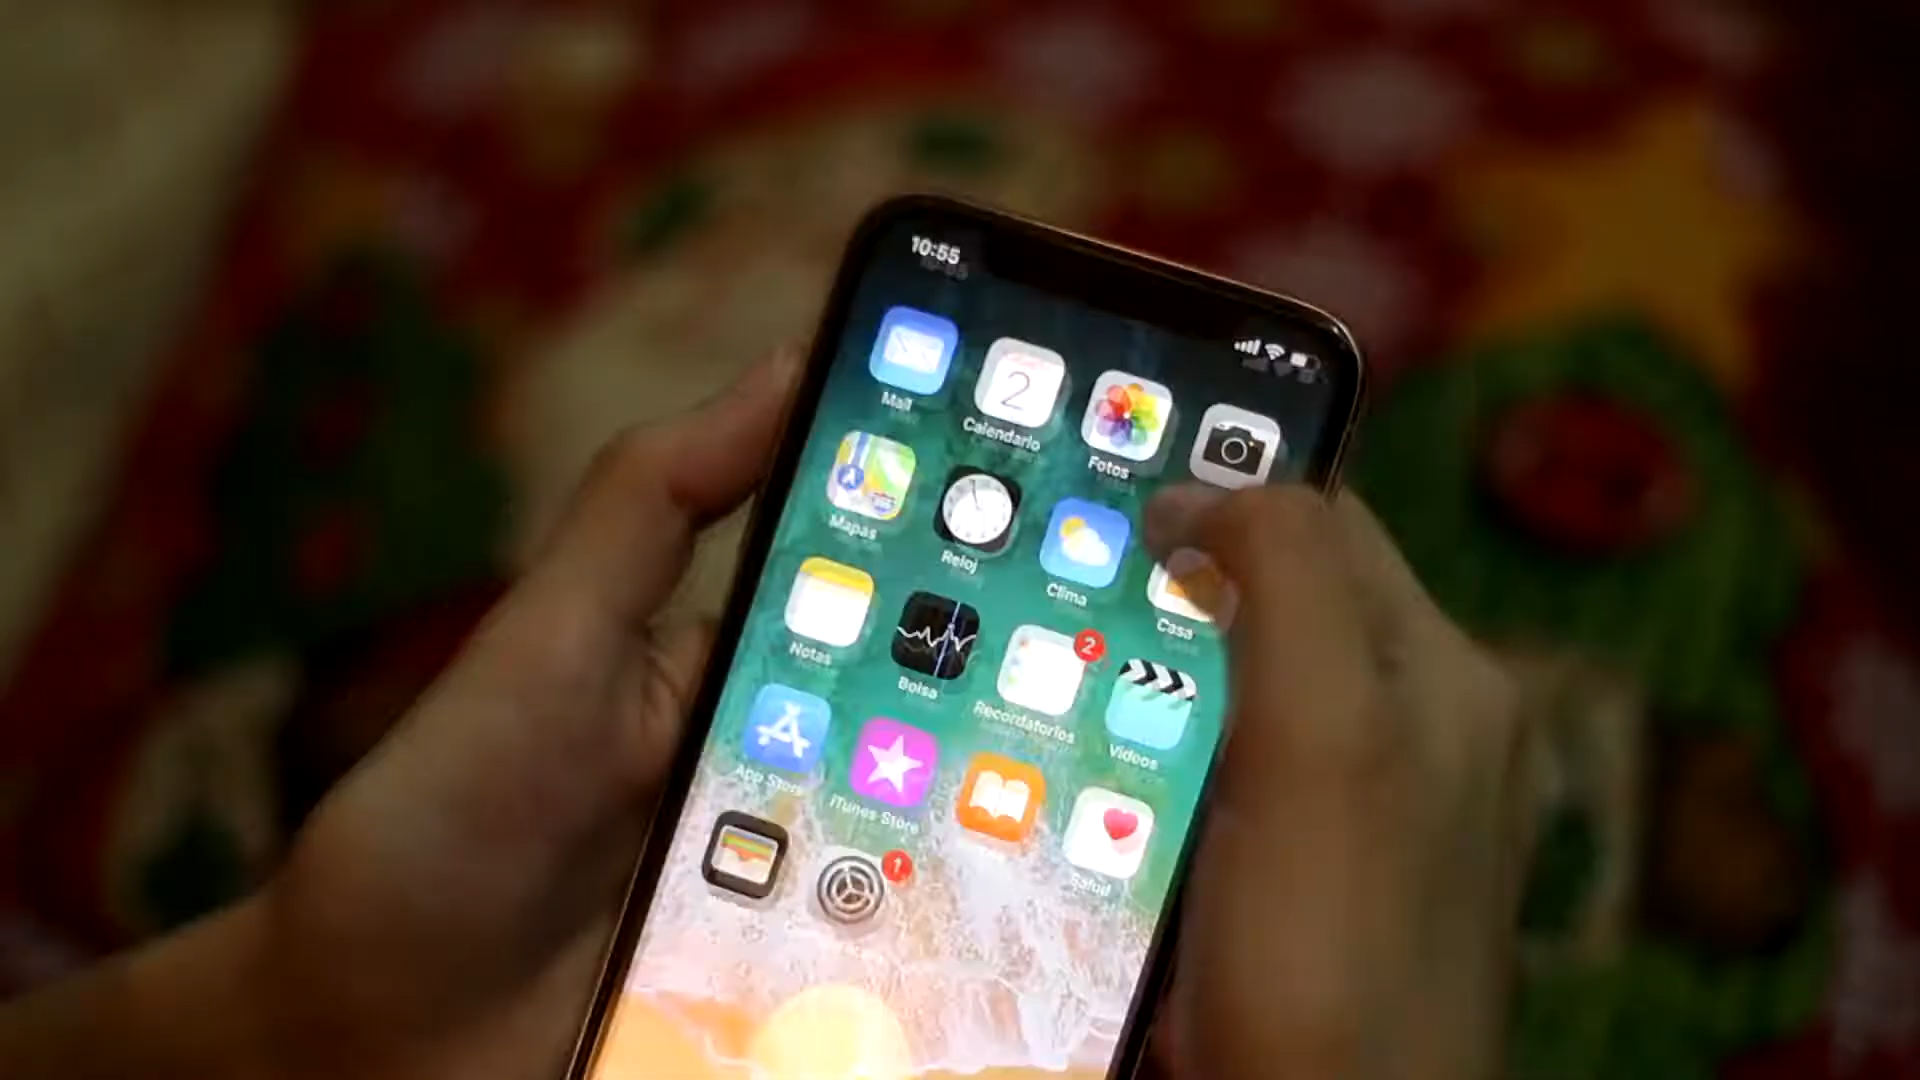 10:55
Mail
2
Calendario
Fotos
Mapas
Reloj
Clima
Casa
Notas
Bolsa
2
Recordatorios
Videos
App Store
iTunes Store
Salud
1